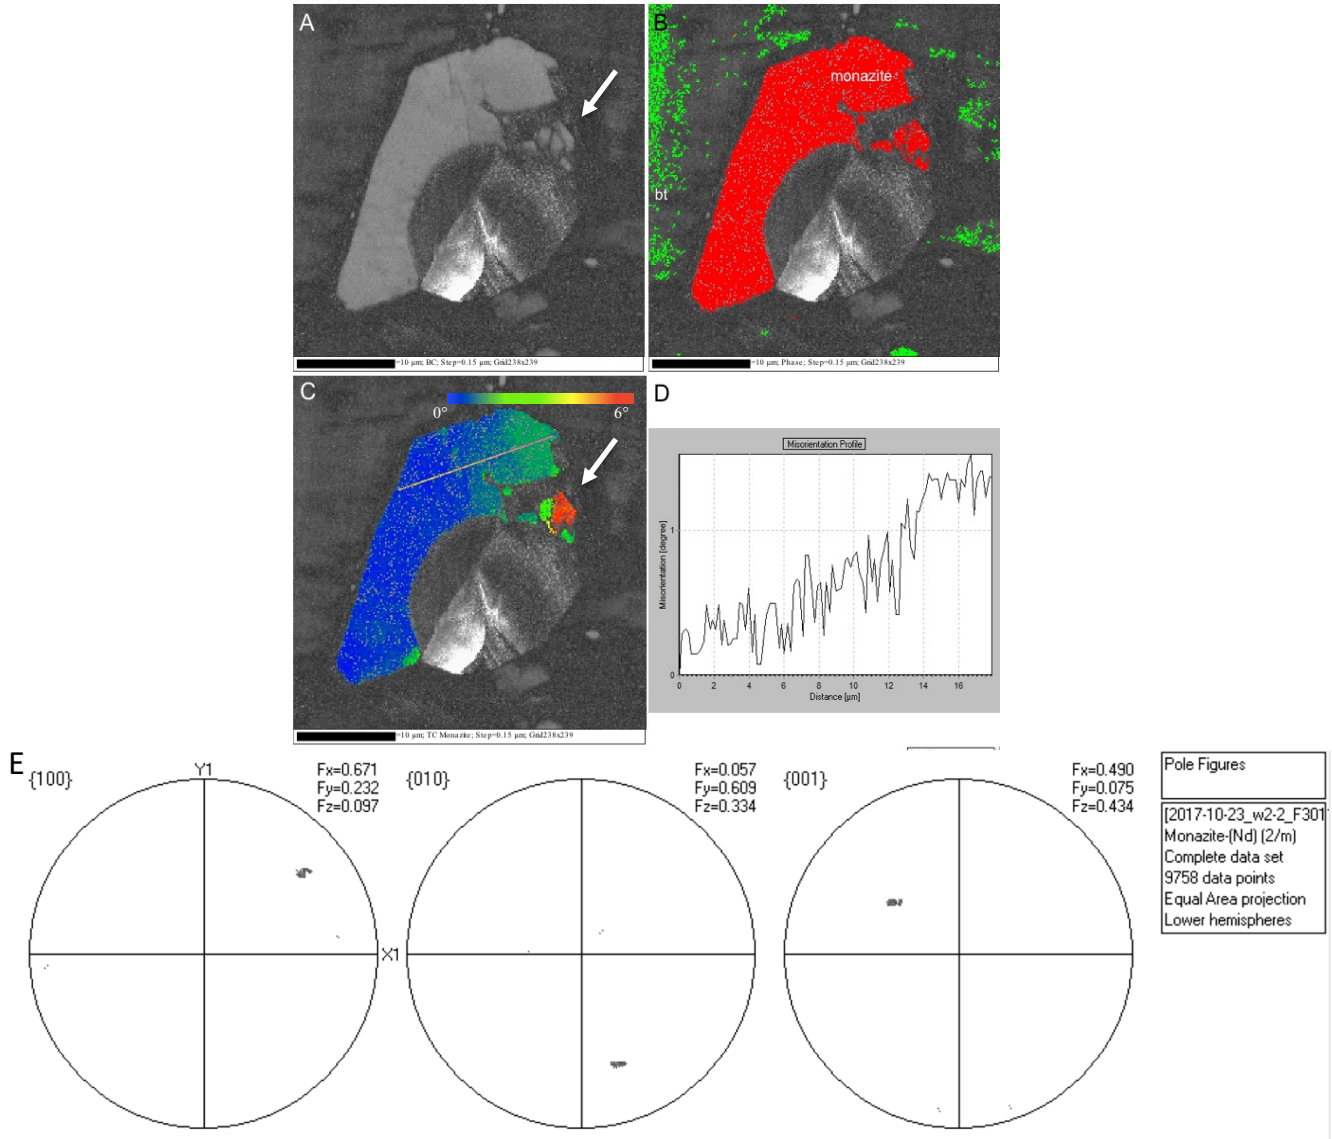 A
=10 µm; BC; Step=0.15 µm; Grid238x239
B
monazite
bt
=10 µm; Phase; Step=0.15 µm; Grid238x239
C
0°
6°
=10 µm; TC Monazite; Step=0.15 µm; Grid238x239
D
Misorientation Profile
Misorientation [degree]
1
0
0 2 4 6 8 10 12 14 16
Distance [µm]
E
{100}
Y1
Fx=0.671
Fy=0.232
Fz=0.097
X1
{010}
Fx=0.057
Fy=0.609
Fz=0.334
{001}
Fx=0.490
Fy=0.075
Fz=0.434
Pole Figures
[2017-10-23_w2-2_F301
Monazite-(Nd) (2/m)
Complete data set
9758 data points
Equal Area projection
Lower hemispheres